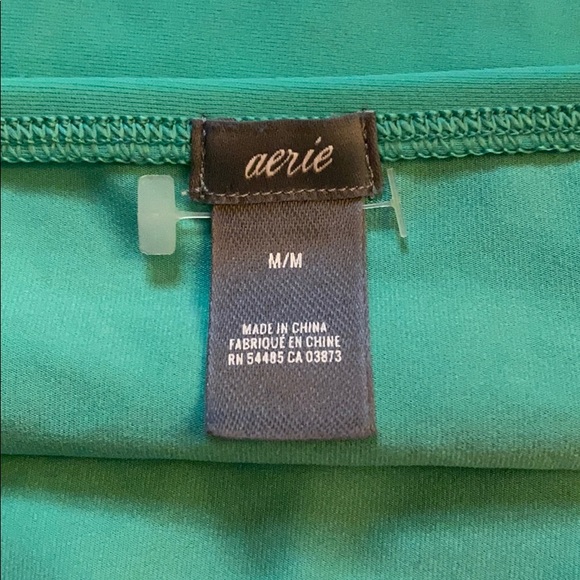 aerie
M/M
MADE IN CHINA
FABRIQUÉ EN CHINE
RN 54485 CA 03873